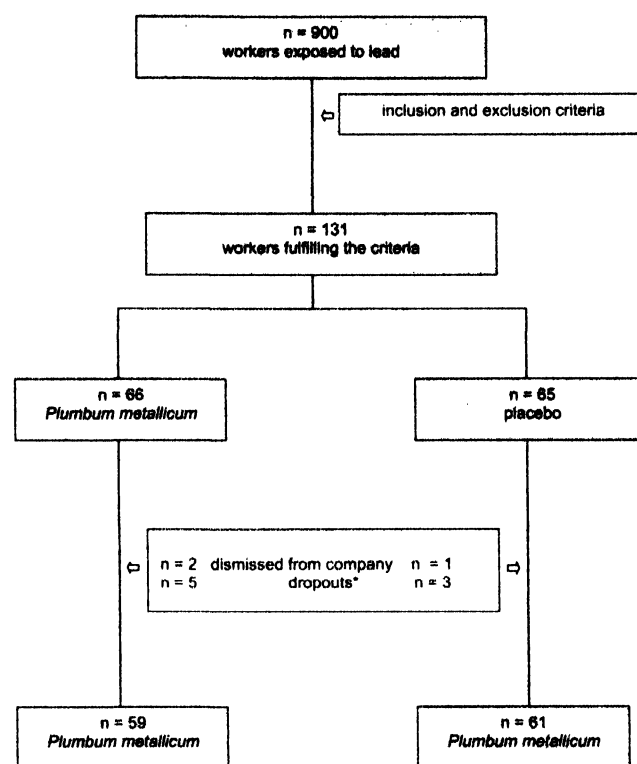 n = 900
workers exposed to lead
inclusion and exclusion criteria
n = 131
workers fulfilling the criteria
n = 66
Plumbum metallicum
n = 65
placebo
n = 2 dismissed from company n = 1
n = 5 dropouts* n = 3
n = 59
Plumbum metallicum
n = 61
Plumbum metallicum